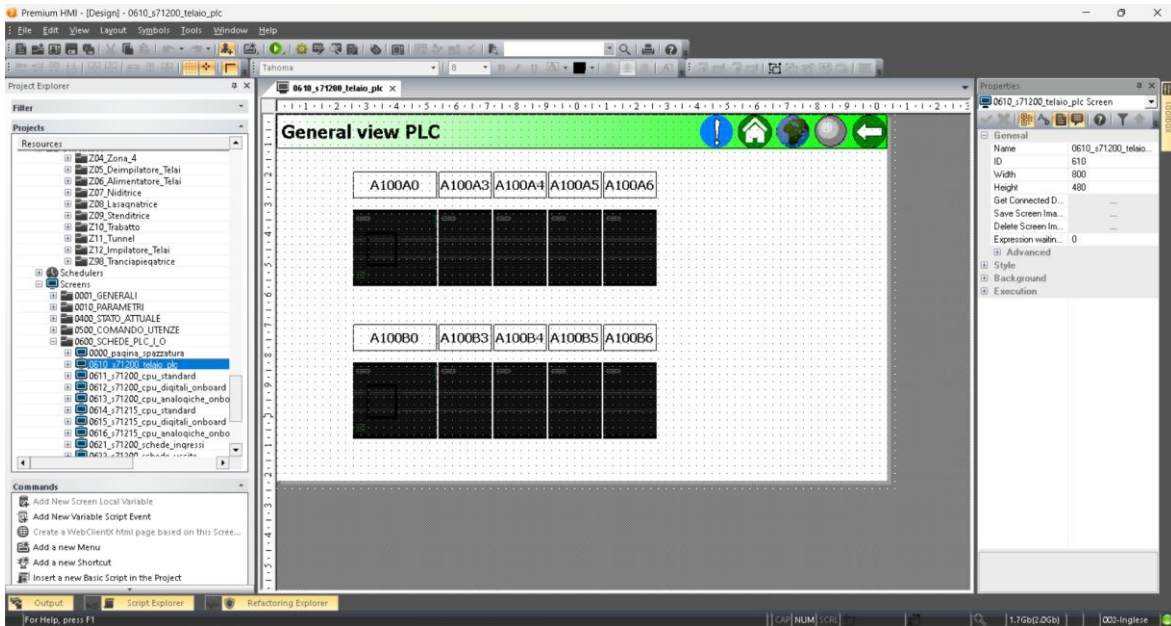 Premium HMI - [Design] - 0610_s71200_telaio_plc
File Edit View Layout Symbols Tools Window Help
Tahoma 8
Project Explorer
Filter
Projects
Resources
Z04_Zona_4
Z05_Deimpilatore_Telai
Z06_Alimentatore_Telai
Z07_Niditrice
Z08_Lasagnatrice
Z09_Stenditrice
Z10_Trabatto
Z11_Tunnel
Z12_Impilatore_Telai
Z98_Tranciapiegatrice
Schedulers
Screens
0001_GENERALI
0010_PARAMETRI
0400_STATO_ATTUALE
0500_COMANDO_UTENZE
0600_SCHEDE_PLC_I_O
0000_pagina_spazzatura
0610_s71200_telaio_plc
0611_s71200_cpu_standard
0612_s71200_cpu_digitali_onboard
0613_s71200_cpu_analogiche_onbo
0614_s71215_cpu_standard
0615_s71215_cpu_digitali_onboard
0616_s71215_cpu_analogiche_onbo
0621_s71200_schede_ingressi
0622_s71200_schede_uscite
Commands
Add New Screen Local Variable
Add New Variable Script Event
Create a WebClientX html page based on this Scree...
Add a new Menu
Add a new Shortcut
Insert a new Basic Script in the Project
0610_s71200_telaio_plc
General view PLC
A100A0 A100A3 A100A4 A100A5 A100A6
A100B0 A100B3 A100B4 A100B5 A100B6
Properties
0610_s71200_telaio_plc Screen
General
Name 0610_s71200_telaio...
ID 610
Width 800
Height 480
Get Connected D... ...
Save Screen Ima... ...
Delete Screen Im... ...
Expression waitin... 0
Advanced
Style
Background
Execution
Toolbox
Output Script Explorer Refactoring Explorer
For Help, press F1 CAP NUM SCRL 1.7Gb(2.0Gb) 002-Inglese